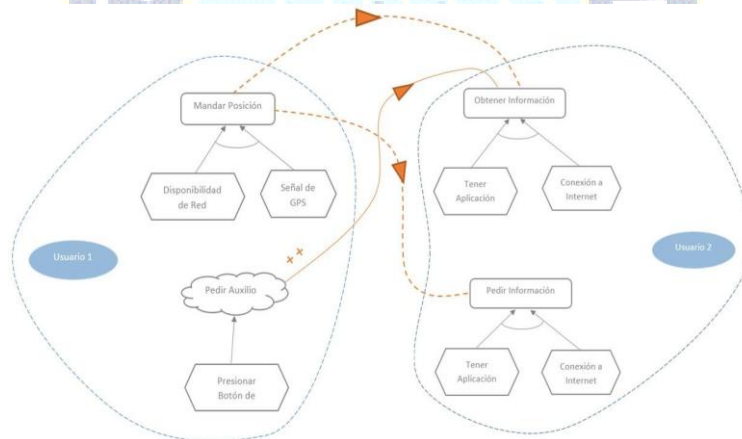 Mandar Posición
Disponibilidad
de Red
Señal de
GPS
Usuario 1
Pedir Auxilio
Presionar
Botón de
Obtener Información
Tener
Aplicación
Conexión a
Internet
Usuario 2
Pedir Información
Tener
Aplicación
Conexión a
Internet